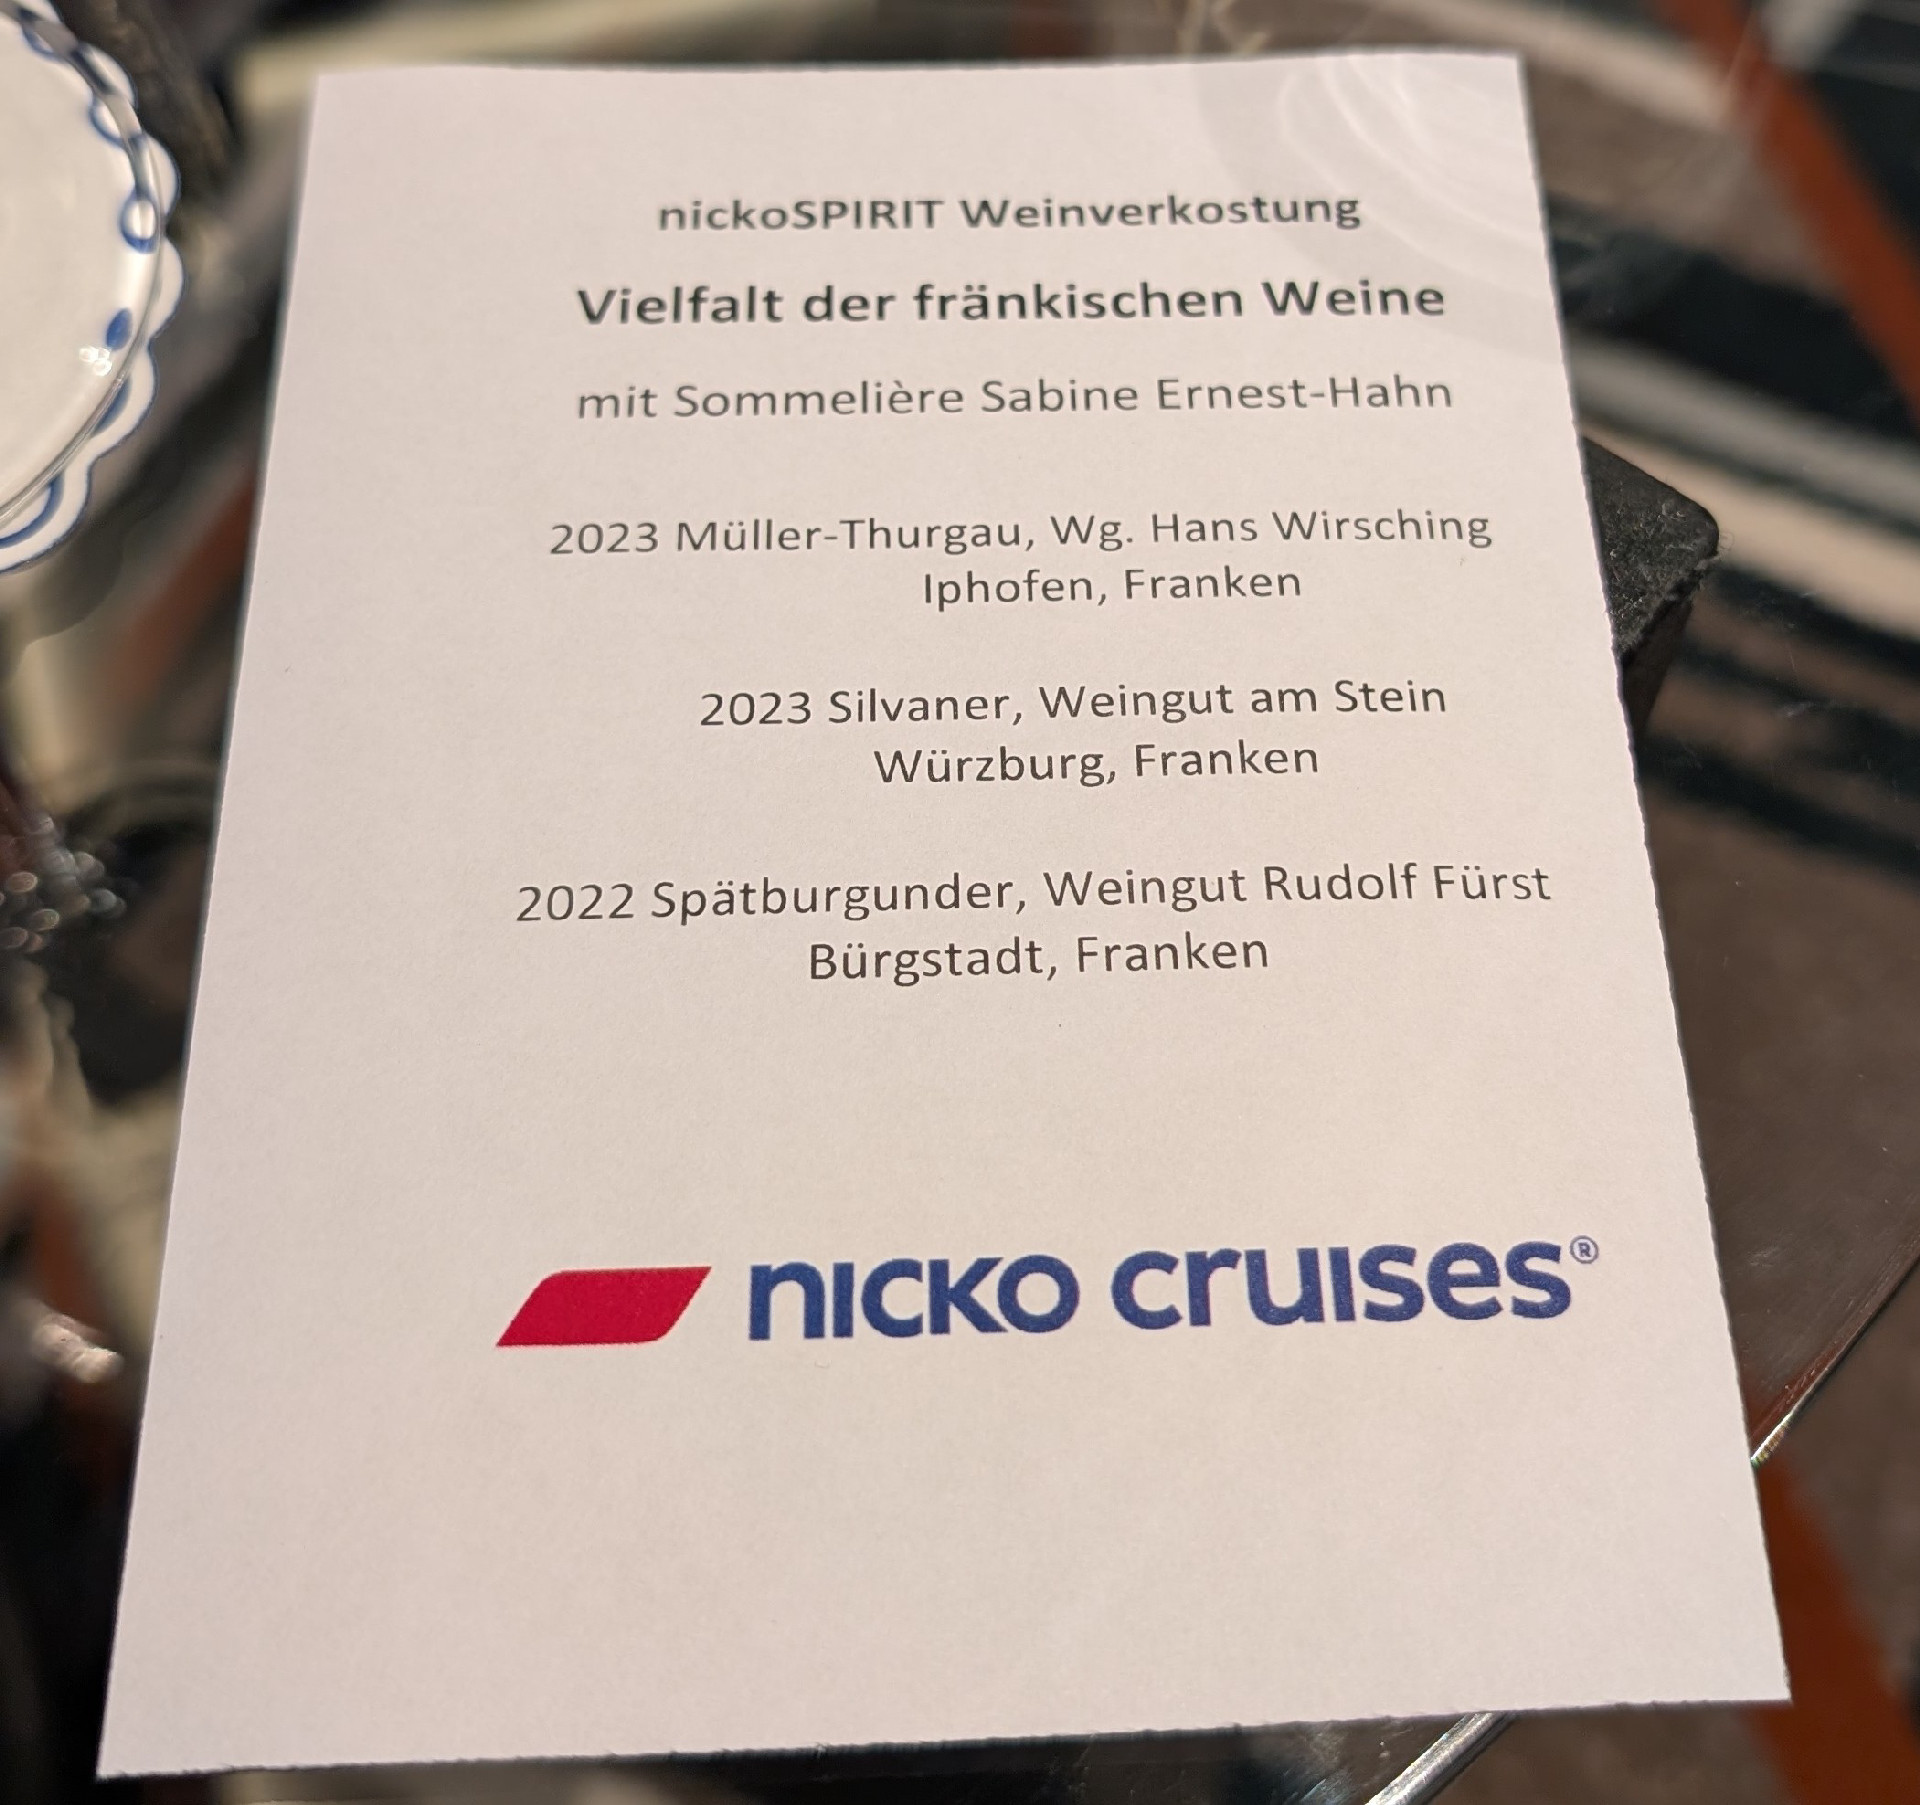 nickoSPIRIT Weinverkostung
Vielfalt der fränkischen Weine
mit Sommelière Sabine Ernest-Hahn
2023 Müller-Thurgau, Wg. Hans Wirsching
Iphofen, Franken
2023 Silvaner, Weingut am Stein
Würzburg, Franken
2022 Spätburgunder, Weingut Rudolf Fürst
Bürgstadt, Franken
nicko cruises®